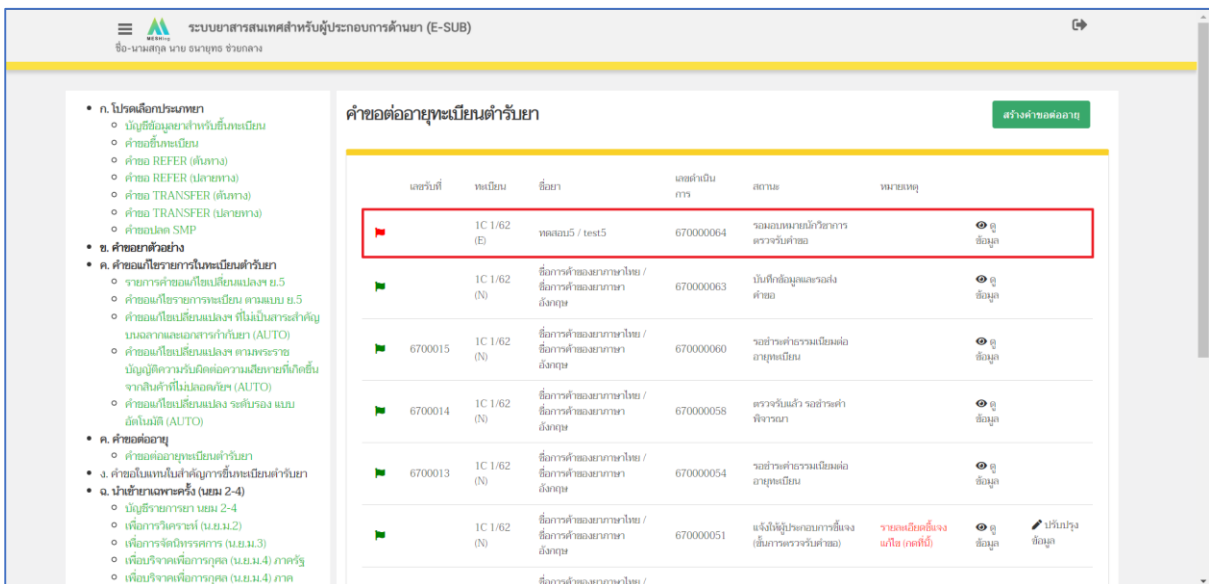 ระบบยาสารสนเทศสำหรับผู้ประกอบการด้านยา (E-SUB)
ชื่อ-นามสกุล นาย ธนายุทธ ช่วยกลาง
ก. โปรดเลือกประเภทยา
บัญชีข้อมูลยาสำหรับขึ้นทะเบียน
คำขอขึ้นทะเบียน
คำขอ REFER (ต้นทาง)
คำขอ REFER (ปลายทาง)
คำขอ TRANSFER (ต้นทาง)
คำขอ TRANSFER (ปลายทาง)
คำขอปลด SMP
ข. คำขอยาตัวอย่าง
ค. คำขอแก้ไขรายการในทะเบียนตำรับยา
รายการคำขอแก้ไขเปลี่ยนแปลงฯ ย.5
คำขอแก้ไขรายการทะเบียน ตามแบบ ย.5
คำขอแก้ไขเปลี่ยนแปลงฯ ที่ไม่เป็นสาระสำคัญ
บนฉลากและเอกสารกำกับยา (AUTO)
คำขอแก้ไขเปลี่ยนแปลงฯ ตามพระราช
บัญญัติความรับผิดต่อความเสียหายที่เกิดขึ้น
จากสินค้าที่ไม่ปลอดภัยฯ (AUTO)
คำขอแก้ไขเปลี่ยนแปลง ระดับรอง แบบ
อัตโนมัติ (AUTO)
ค. คำขอต่ออายุ
คำขอต่ออายุทะเบียนตำรับยา
ง. คำขอใบแทนใบสำคัญการขึ้นทะเบียนตำรับยา
ฉ. นำเข้ายาเฉพาะครั้ง (นยม 2-4)
บัญชีรายการยา นยม 2-4
เพื่อการวิเคราะห์ (น.ย.ม.2)
เพื่อการจัดนิทรรศการ (น.ย.ม.3)
เพื่อบริจาคเพื่อการกุศล (น.ย.ม.4) ภาครัฐ
เพื่อบริจาคเพื่อการกุศล (น.ย.ม.4) ภาค
คำขอต่ออายุทะเบียนตำรับยา
สร้างคำขอต่ออายุ
เลขรับที่ ทะเบียน ชื่อยา เลขดำเนินการ สถานะ หมายเหตุ
1C 1/62 (E) ทดสอบ5 / test5 670000064 รอมอบหมายนักวิชาการ ตรวจรับคำขอ ดูข้อมูล
1C 1/62 (N) ชื่อการค้าของยาภาษาไทย / ชื่อการค้าของยาภาษาอังกฤษ 670000063 บันทึกข้อมูลและรอส่งคำขอ ดูข้อมูล
6700015 1C 1/62 (N) ชื่อการค้าของยาภาษาไทย / ชื่อการค้าของยาภาษาอังกฤษ 670000060 รอชำระค่าธรรมเนียมต่ออายุทะเบียน ดูข้อมูล
6700014 1C 1/62 (N) ชื่อการค้าของยาภาษาไทย / ชื่อการค้าของยาภาษาอังกฤษ 670000058 ตรวจรับแล้ว รอชำระค่าพิจารณา ดูข้อมูล
6700013 1C 1/62 (N) ชื่อการค้าของยาภาษาไทย / ชื่อการค้าของยาภาษาอังกฤษ 670000054 รอชำระค่าธรรมเนียมต่ออายุทะเบียน ดูข้อมูล
1C 1/62 (N) ชื่อการค้าของยาภาษาไทย / ชื่อการค้าของยาภาษาอังกฤษ 670000051 แจ้งให้ผู้ประกอบการชี้แจง (ขั้นการตรวจรับคำขอ) รายละเอียดชี้แจงแก้ไข (กดที่นี่) ดูข้อมูล ปรับปรุงข้อมูล
ชื่อการค้าของยาภาษาไทย /